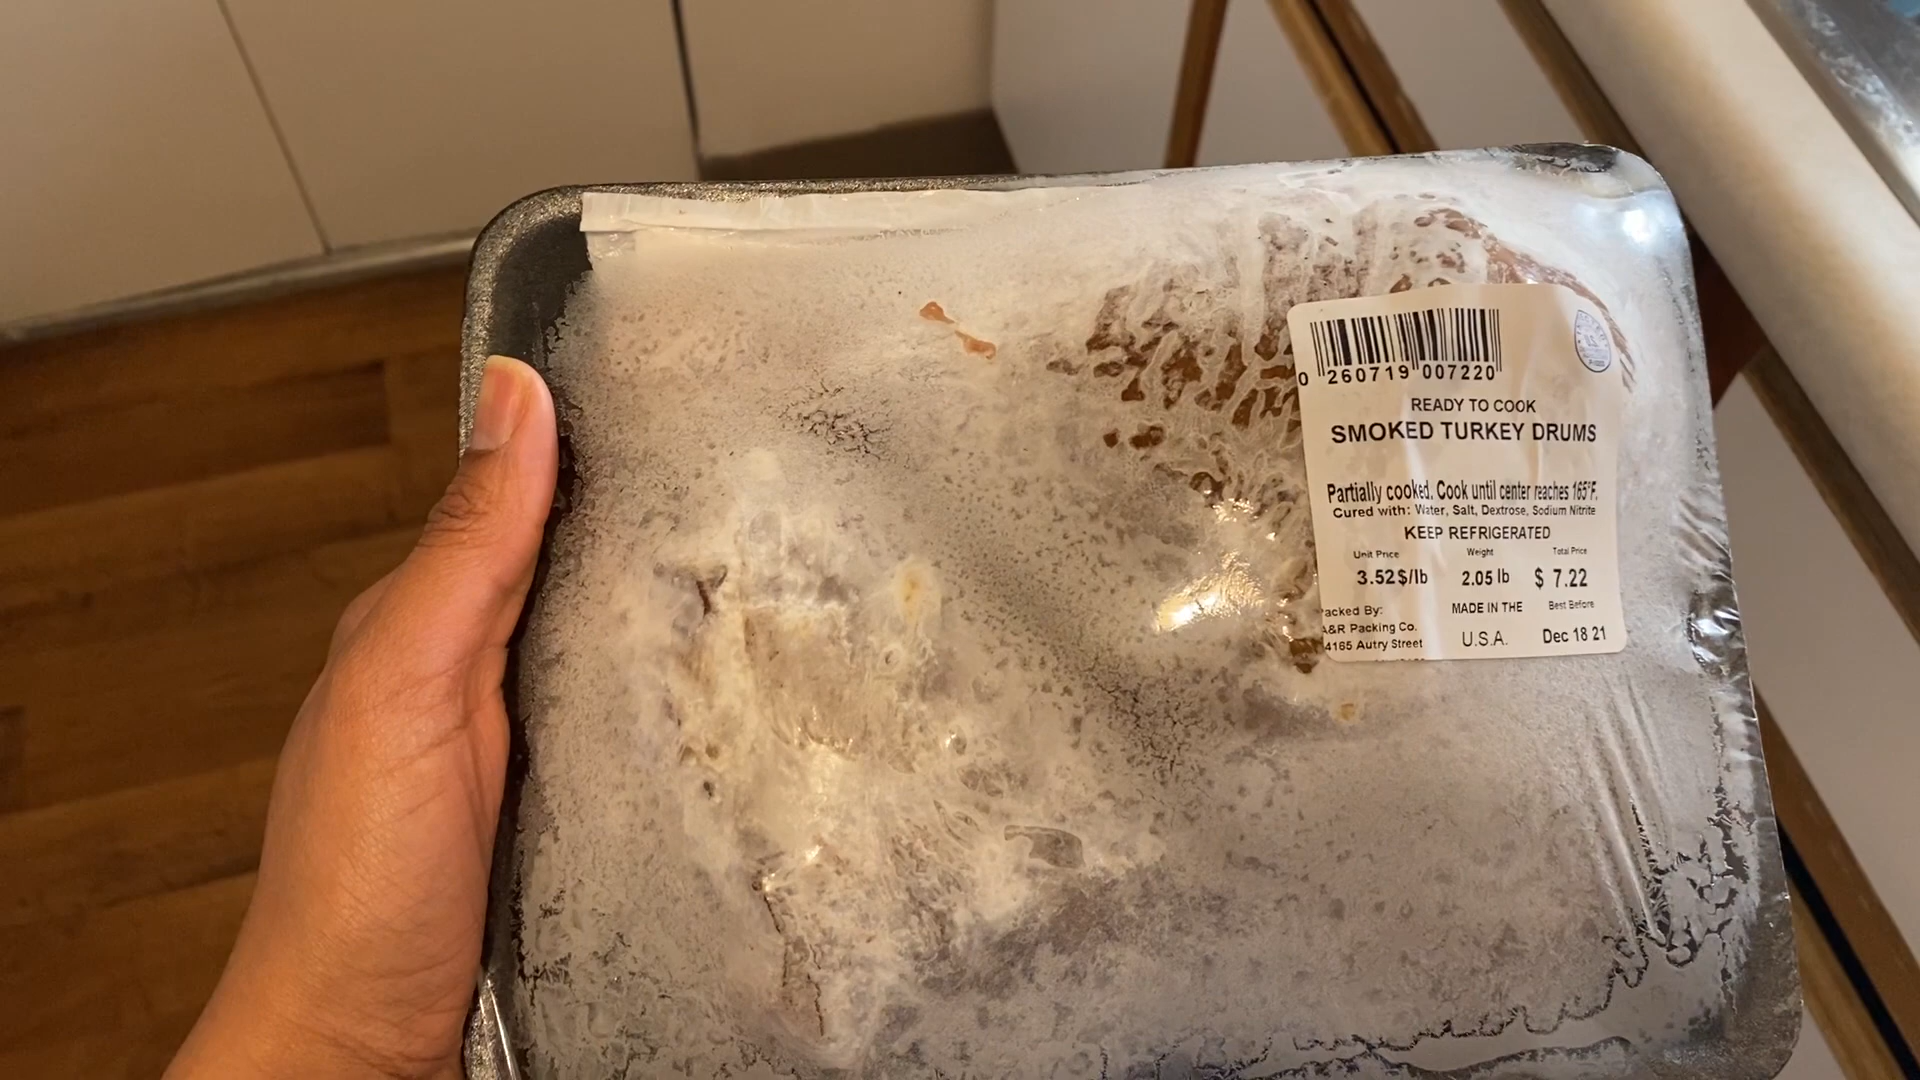 0 260719 007220
READY TO COOK
SMOKED TURKEY DRUMS
Partially cooked. Cook until center reaches 165°F.
Cured with: Water, Salt, Dextrose, Sodium Nitrite
KEEP REFRIGERATED
Unit Price Weight Total Price
3.52$/lb 2.05 lb $ 7.22
Packed By: MADE IN THE Best Before
A&R Packing Co. U.S.A. Dec 18 21
4165 Autry Street